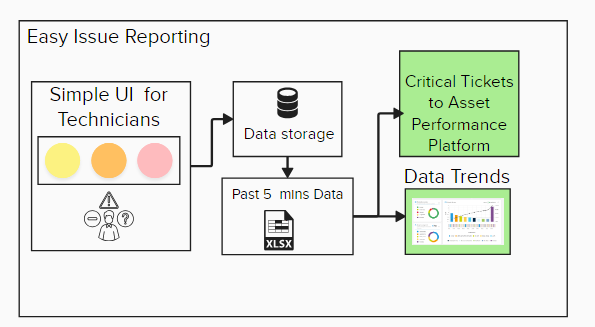 Easy Issue Reporting
Simple UI for
Technicians
Data storage
Past 5 mins Data
XLSX
Critical Tickets
to Asset
Performance
Platform
Data Trends